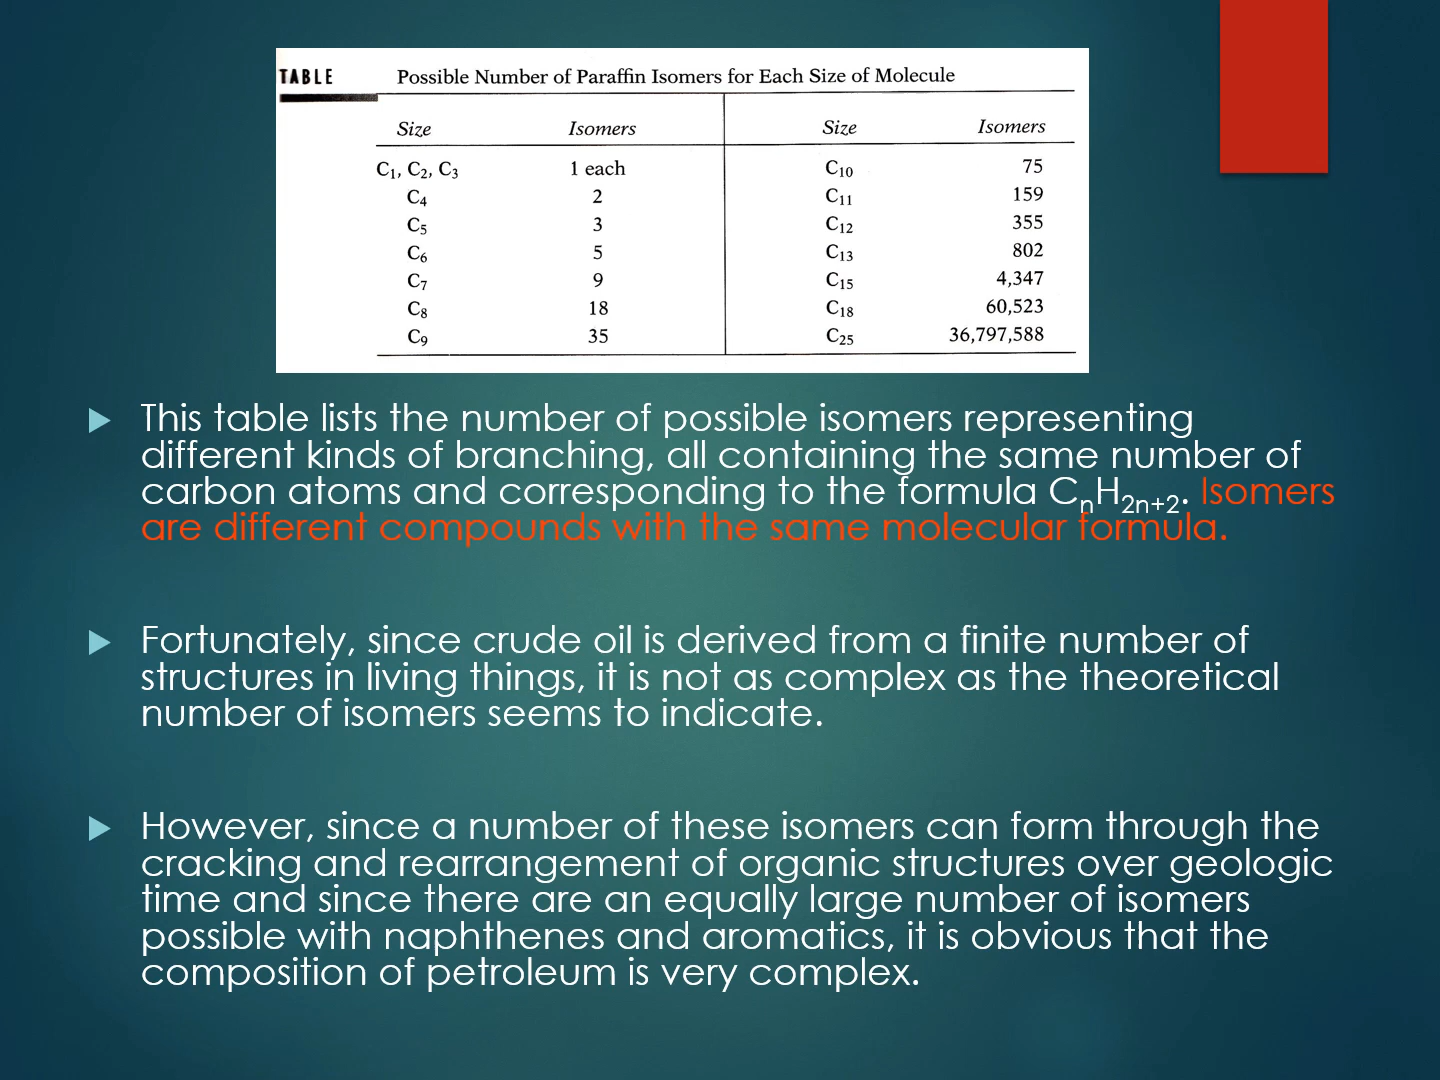 TABLE Possible Number of Paraffin Isomers for Each Size of Molecule
Size Isomers Size Isomers
C₁, C₂, C₃ 1 each C₁₀ 75
C₄ 2 C₁₁ 159
C₅ 3 C₁₂ 355
C₆ 5 C₁₃ 802
C₇ 9 C₁₅ 4,347
C₈ 18 C₁₈ 60,523
C₉ 35 C₂₅ 36,797,588
This table lists the number of possible isomers representing
different kinds of branching, all containing the same number of
carbon atoms and corresponding to the formula CₙH₂ₙ₊₂. Isomers
are different compounds with the same molecular formula.
Fortunately, since crude oil is derived from a finite number of
structures in living things, it is not as complex as the theoretical
number of isomers seems to indicate.
However, since a number of these isomers can form through the
cracking and rearrangement of organic structures over geologic
time and since there are an equally large number of isomers
possible with naphthenes and aromatics, it is obvious that the
composition of petroleum is very complex.